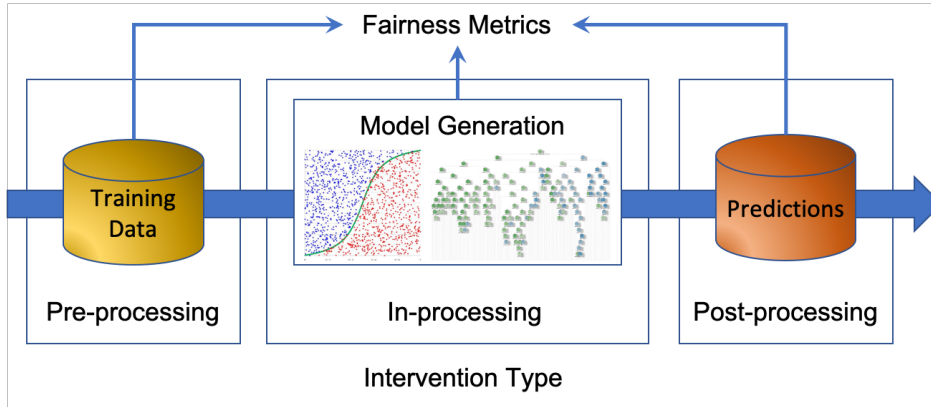 Fairness Metrics
Model Generation
Training
Data
Predictions
Pre-processing
In-processing
Post-processing
Intervention Type